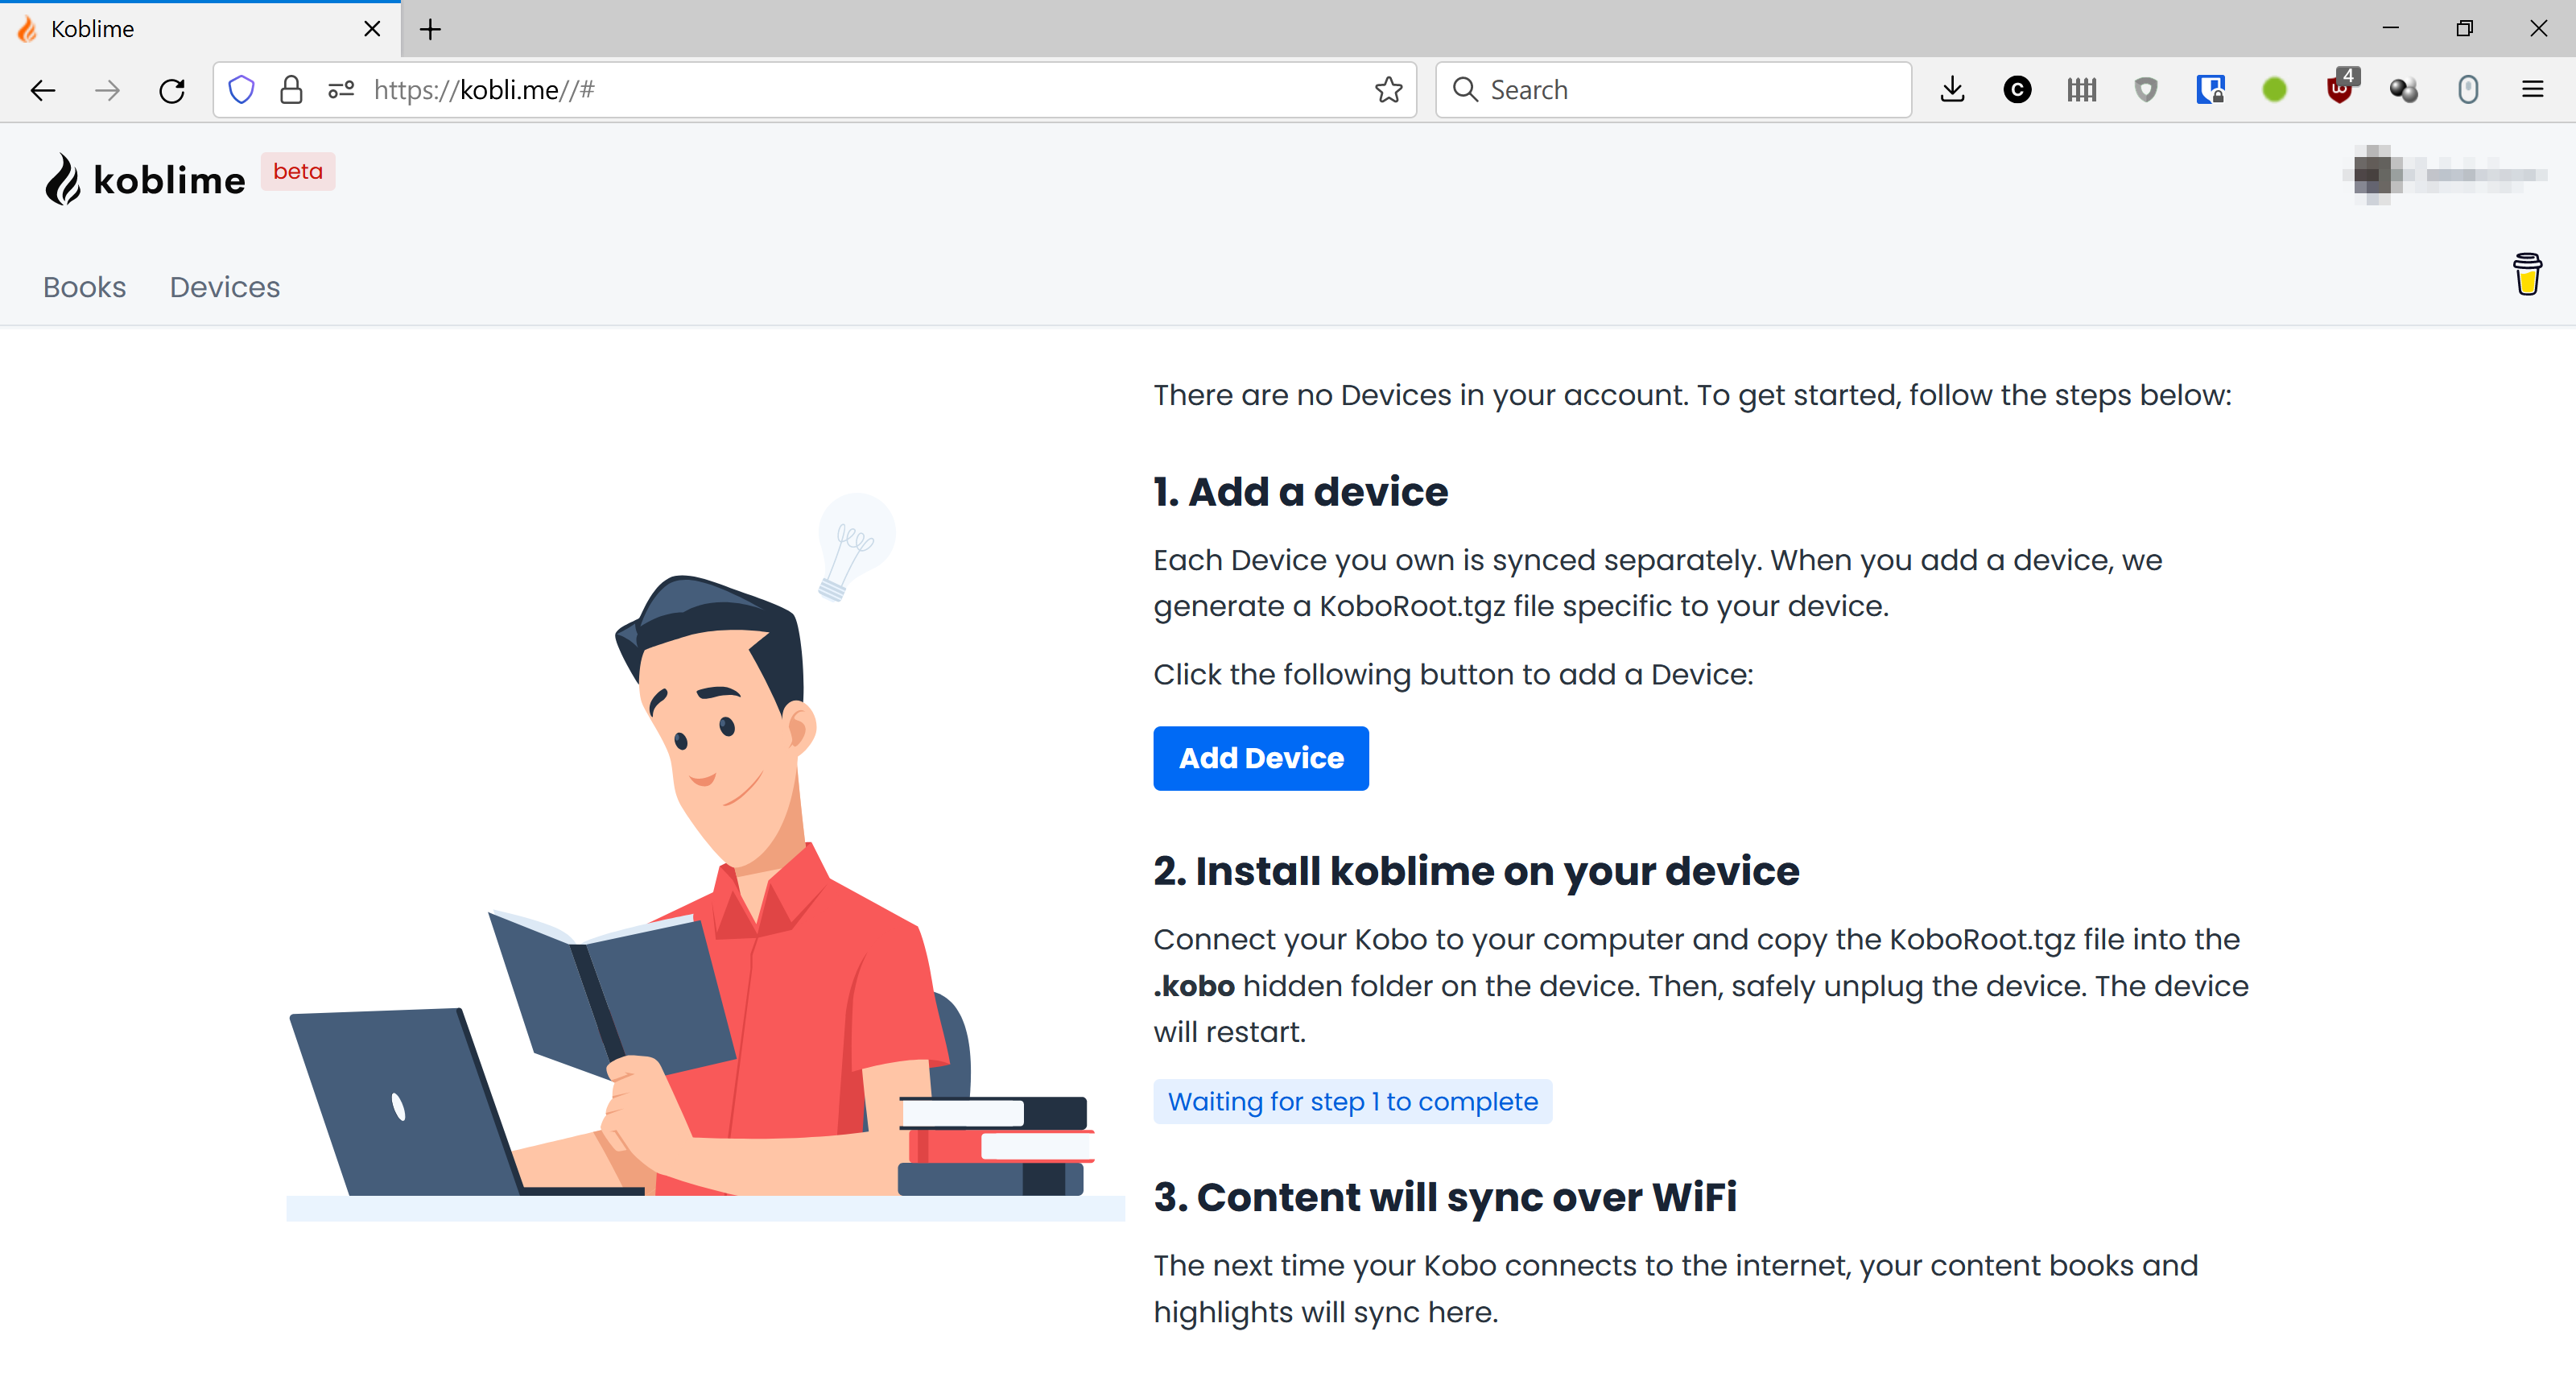 Koblime
https://kobli.me//#
Search
4
koblime beta
Books Devices
There are no Devices in your account. To get started, follow the steps below:
1. Add a device
Each Device you own is synced separately. When you add a device, we
generate a KoboRoot.tgz file specific to your device.
Click the following button to add a Device:
Add Device
2. Install koblime on your device
Connect your Kobo to your computer and copy the KoboRoot.tgz file into the
.kobo hidden folder on the device. Then, safely unplug the device. The device
will restart.
Waiting for step 1 to complete
3. Content will sync over WiFi
The next time your Kobo connects to the internet, your content books and
highlights will sync here.